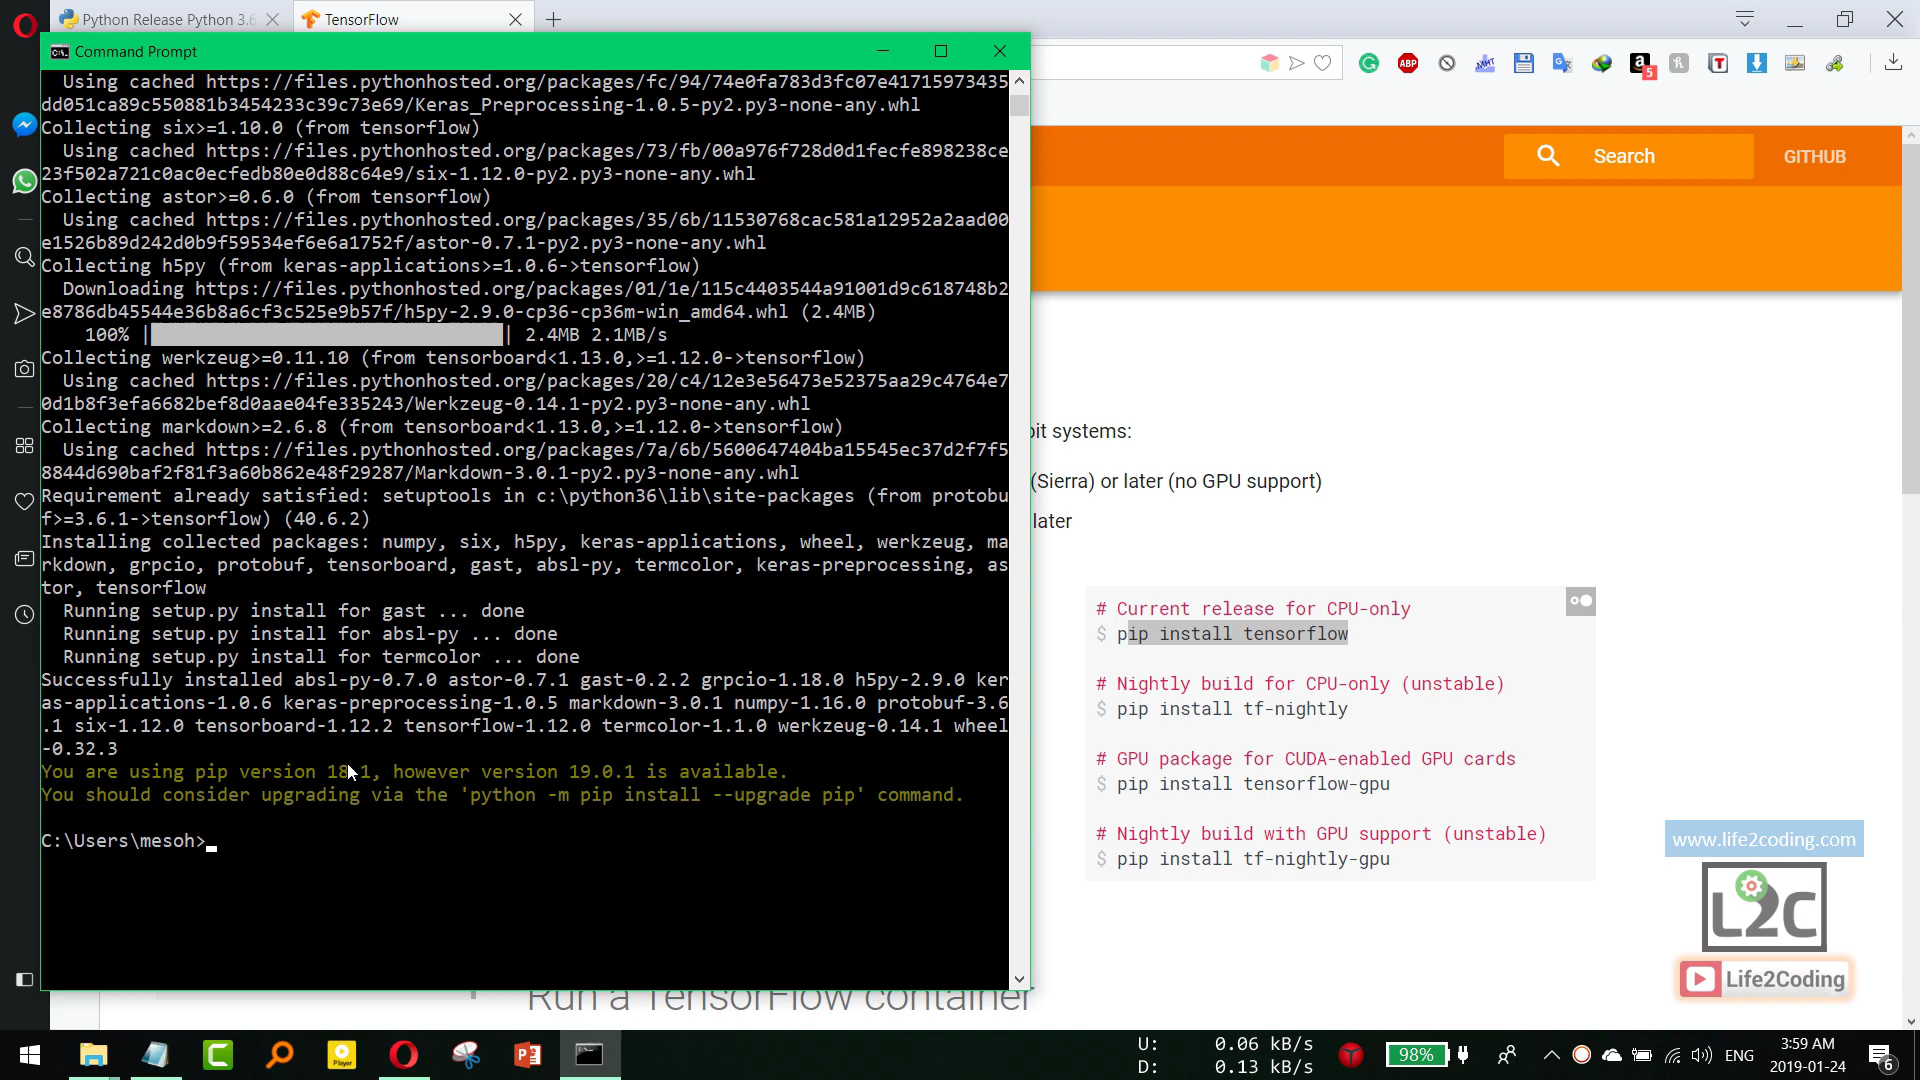 Python Release Python 3.6
TensorFlow
Command Prompt
Using cached https://files.pythonhosted.org/packages/fc/94/74e0fa783d3fc07e41715973435
dd051ca89c550881b3454233c39c73e69/Keras_Preprocessing-1.0.5-py2.py3-none-any.whl
Collecting six>=1.10.0 (from tensorflow)
Using cached https://files.pythonhosted.org/packages/73/fb/00a976f728d0d1fecfe898238ce
23f502a721c0ac0ecfedb80e0d88c64e9/six-1.12.0-py2.py3-none-any.whl
Collecting astor>=0.6.0 (from tensorflow)
Using cached https://files.pythonhosted.org/packages/35/6b/11530768cac581a12952a2aad00
e1526b89d242d0b9f59534ef6e6a1752f/astor-0.7.1-py2.py3-none-any.whl
Collecting h5py (from keras-applications>=1.0.6->tensorflow)
Downloading https://files.pythonhosted.org/packages/01/1e/115c4403544a91001d9c618748b2
e8786db45544e36b8a6cf3c525e9b57f/h5py-2.9.0-cp36-cp36m-win_amd64.whl (2.4MB)
100% | | 2.4MB 2.1MB/s
Collecting werkzeug>=0.11.10 (from tensorboard<1.13.0,>=1.12.0->tensorflow)
Using cached https://files.pythonhosted.org/packages/20/c4/12e3e56473e52375aa29c4764e7
0d1b8f3efa6682bef8d0aae04fe335243/Werkzeug-0.14.1-py2.py3-none-any.whl
Collecting markdown>=2.6.8 (from tensorboard<1.13.0,>=1.12.0->tensorflow)
Using cached https://files.pythonhosted.org/packages/7a/6b/5600647404ba15545ec37d2f7f5
8844d690baf2f81f3a60b862e48f29287/Markdown-3.0.1-py2.py3-none-any.whl
Requirement already satisfied: setuptools in c:\python36\lib\site-packages (from protobu
f>=3.6.1->tensorflow) (40.6.2)
Installing collected packages: numpy, six, h5py, keras-applications, wheel, werkzeug, ma
rkdown, grpcio, protobuf, tensorboard, gast, absl-py, termcolor, keras-preprocessing, as
tor, tensorflow
Running setup.py install for gast ... done
Running setup.py install for absl-py ... done
Running setup.py install for termcolor ... done
Successfully installed absl-py-0.7.0 astor-0.7.1 gast-0.2.2 grpcio-1.18.0 h5py-2.9.0 ker
as-applications-1.0.6 keras-preprocessing-1.0.5 markdown-3.0.1 numpy-1.16.0 protobuf-3.6
.1 six-1.12.0 tensorboard-1.12.2 tensorflow-1.12.0 termcolor-1.1.0 werkzeug-0.14.1 wheel
-0.32.3
You are using pip version 18.1, however version 19.0.1 is available.
You should consider upgrading via the 'python -m pip install --upgrade pip' command.
C:\Users\mesoh>
ABP
5
Search
GITHUB
bit systems:
(Sierra) or later (no GPU support)
later
# Current release for CPU-only
$ pip install tensorflow
# Nightly build for CPU-only (unstable)
$ pip install tf-nightly
# GPU package for CUDA-enabled GPU cards
$ pip install tensorflow-gpu
# Nightly build with GPU support (unstable)
$ pip install tf-nightly-gpu
www.life2coding.com
L2C
Life2Coding
Run a TensorFlow container
Player
U: 0.06 kB/s
D: 0.13 kB/s
98%
ENG
3:59 AM
2019-01-24
6